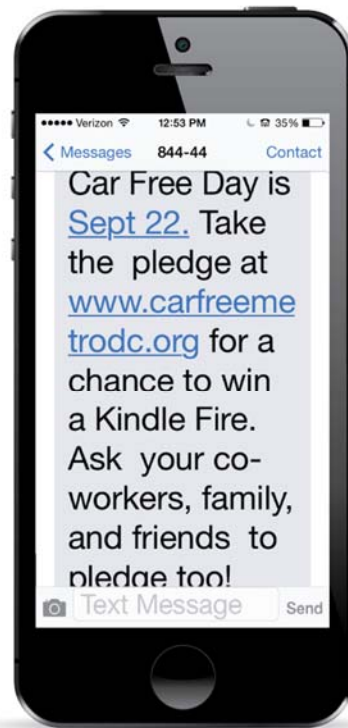 Verizon 12:53 PM 35%
Messages 844-44 Contact
Car Free Day is
Sept 22. Take
the pledge at
www.carfreeme
trodc.org for a
chance to win
a Kindle Fire.
Ask your co-
workers, family,
and friends to
pledge too!
Text Message Send